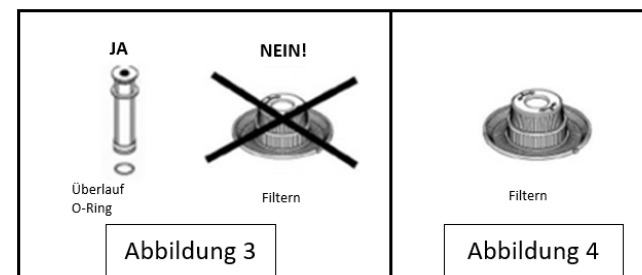 JA
NEIN!
Überlauf
O-Ring
Filtern
Abbildung 3
Filtern
Abbildung 4